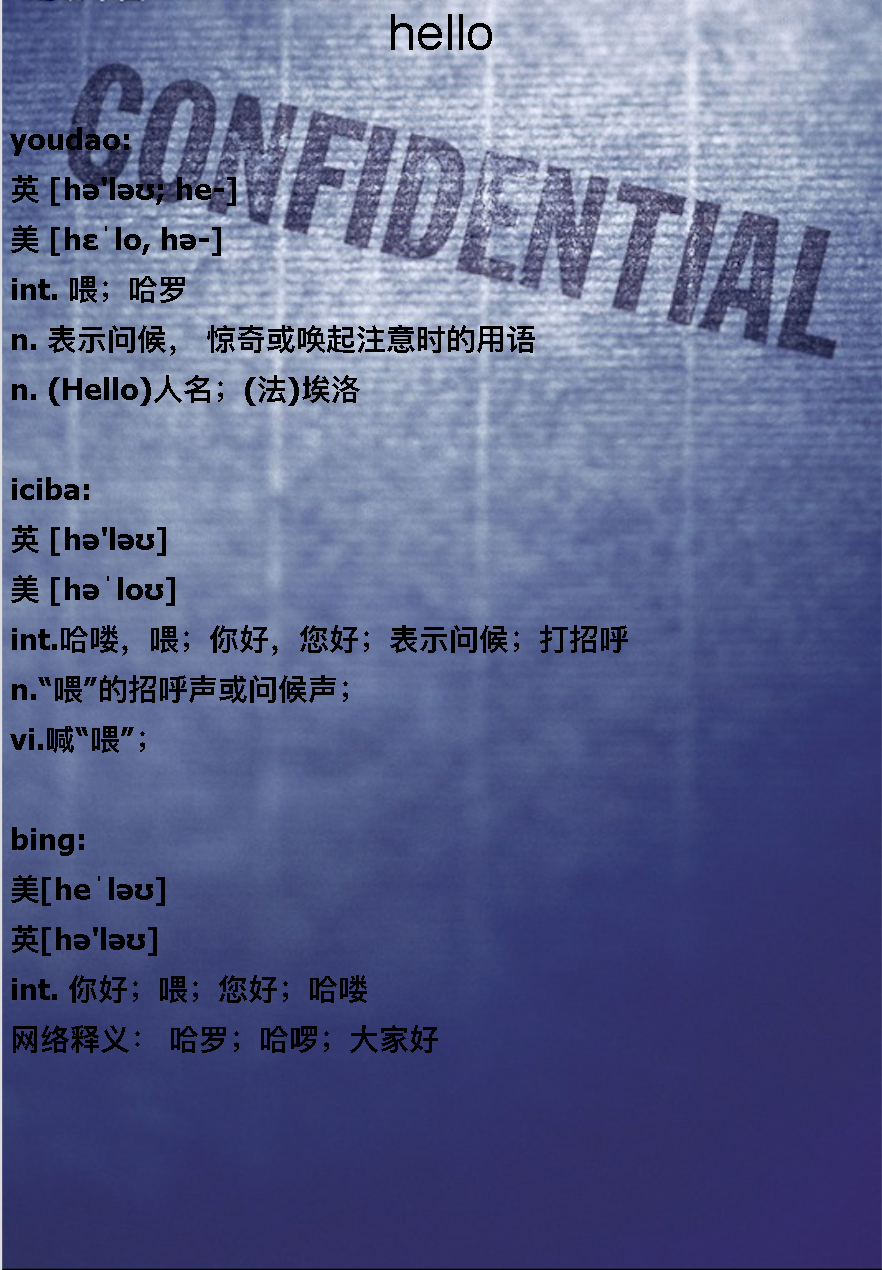 hello
CONFIDENTIAL
youdao:
英 [hə'ləʊ; he-]
美 [hɛˈlo, hə-]
int. 喂；哈罗
n. 表示问候， 惊奇或唤起注意时的用语
n. (Hello)人名；(法)埃洛
iciba:
英 [hə'ləʊ]
美 [həˈloʊ]
int.哈喽，喂；你好，您好；表示问候；打招呼
n.“喂”的招呼声或问候声；
vi.喊“喂”；
bing:
美[heˈləʊ]
英[hə'ləʊ]
int. 你好；喂；您好；哈喽
网络释义： 哈罗；哈啰；大家好